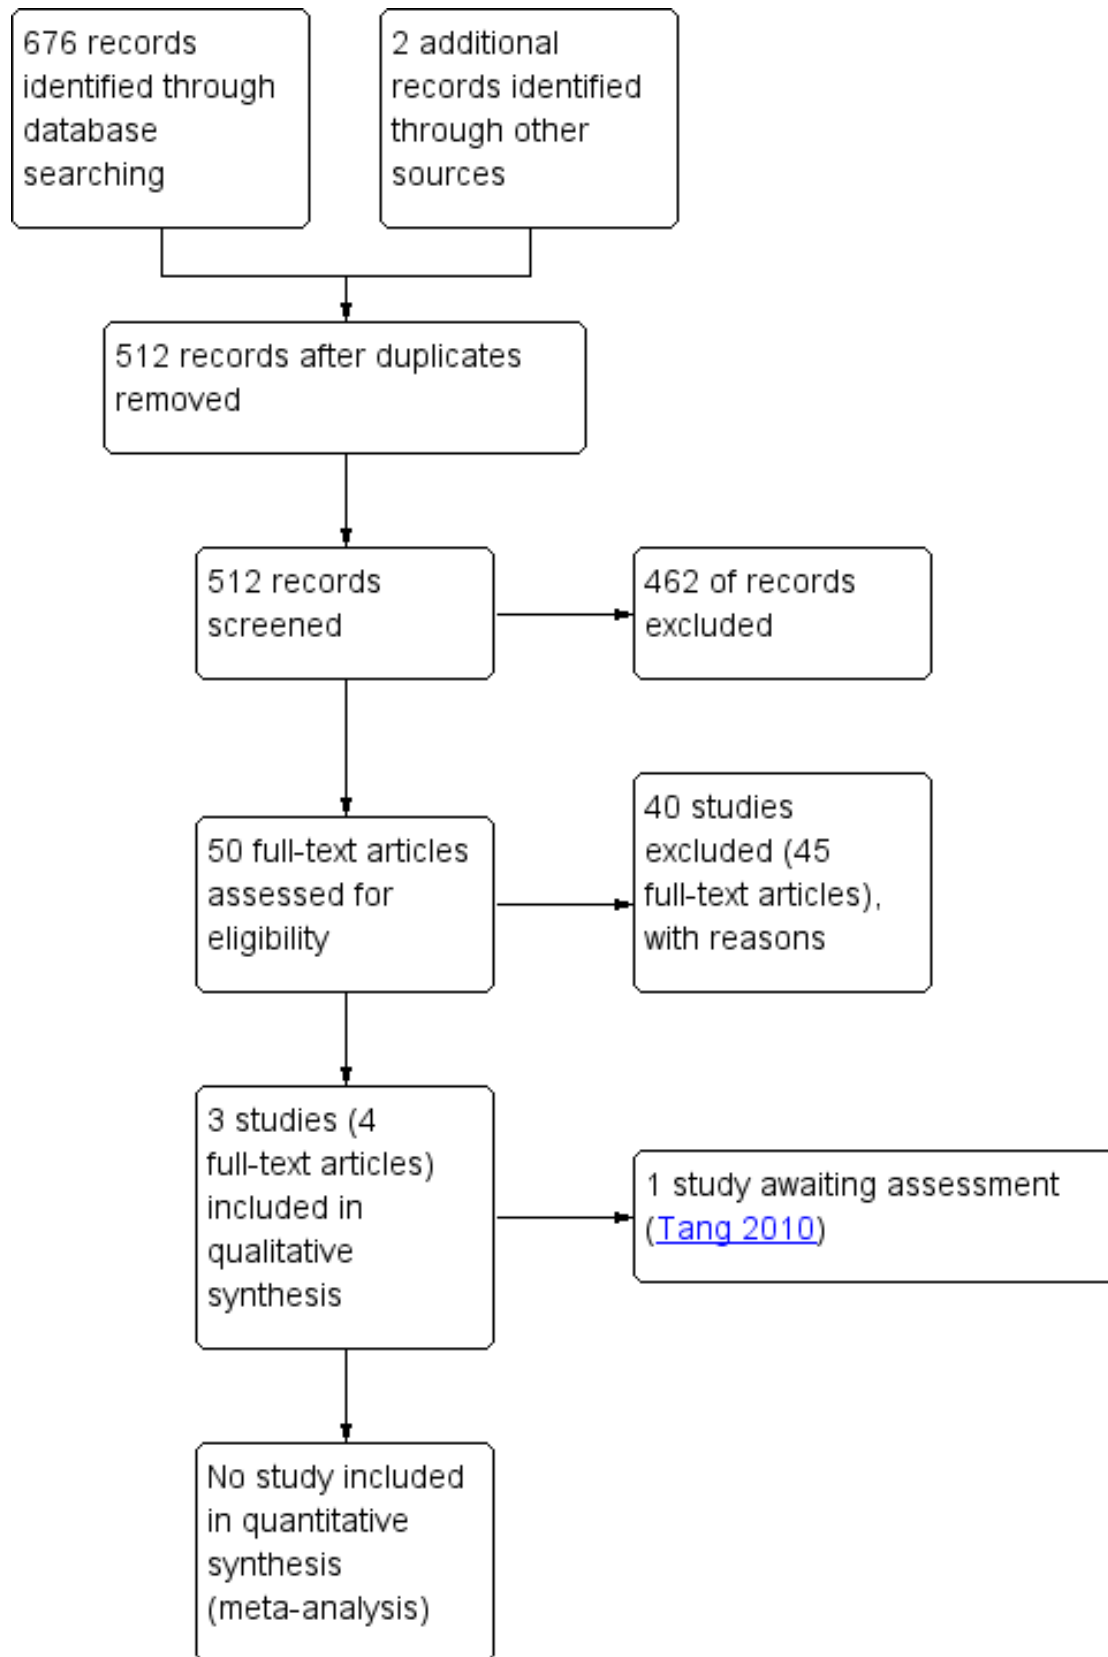 676 records
identified through
database
searching
2 additional
records identified
through other
sources
512 records after duplicates
removed
512 records
screened
462 of records
excluded
50 full-text articles
assessed for
eligibility
40 studies
excluded (45
full-text articles),
with reasons
3 studies (4
full-text articles)
included in
qualitative
synthesis
1 study awaiting assessment
(Tang 2010)
No study included
in quantitative
synthesis
(meta-analysis)